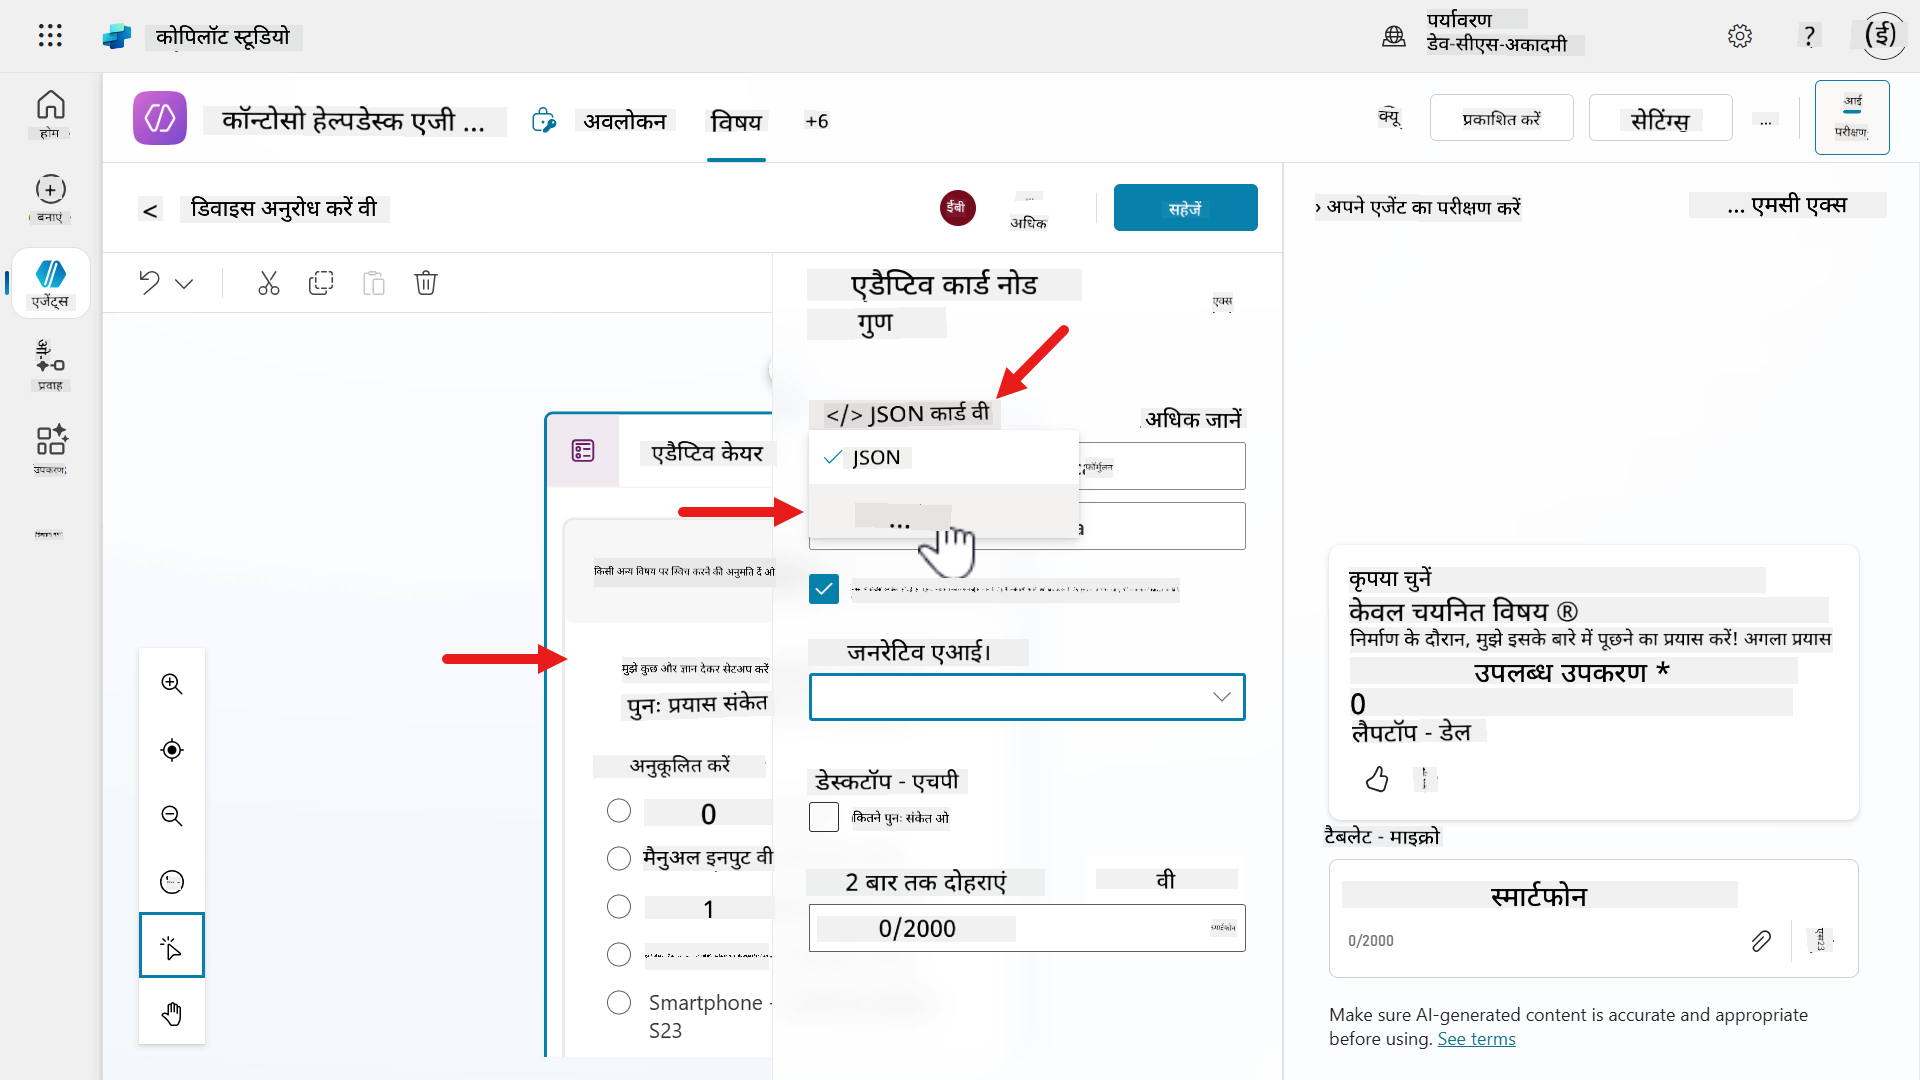 कोपिलॉट स्टूडियो
पर्यावरण
डेव-सीएस-अकादमी
?
(ई)
होम
बनाएं
एजेंट्स
प्रवाह
उपकरण;
कॉन्टोसो हेल्पडेस्क एजी ...
अवलोकन
विषय
+6
क्यू
प्रकाशित करें
सेटिंग्स
...
आई
परीक्षण
<
डिवाइस अनुरोध करें वी
ईबी
...
अधिक
सहेजें
› अपने एजेंट का परीक्षण करें
... एमसी एक्स
एडैप्टिव कार्ड नोड
गुण
एक्स
</> JSON कार्ड वी
अधिक जानें
JSON
फॉर्मुलन
...
a
एडैप्टिव केयर
किसी अन्य विषय पर स्विच करने की अनुमति दें ओ
मुझे कुछ और ज्ञान देकर सेटअप करें
पुनः प्रयास संकेत
अनुकूलित करें
0
मैनुअल इनपुट वी
1
Smartphone -
S23
जनरेटिव एआई।
डेस्कटॉप - एचपी
कितने पुनः संकेत ओ
2 बार तक दोहराएं
वी
0/2000
स्मार्टफोन
कृपया चुनें
केवल चयनित विषय ®
निर्माण के दौरान, मुझे इसके बारे में पूछने का प्रयास करें! अगला प्रयास
उपलब्ध उपकरण *
0
लैपटॉप - डेल
टैबलेट - माइक्रो
स्मार्टफोन
0/2000
एस23
Make sure AI-generated content is accurate and appropriate
before using. See terms